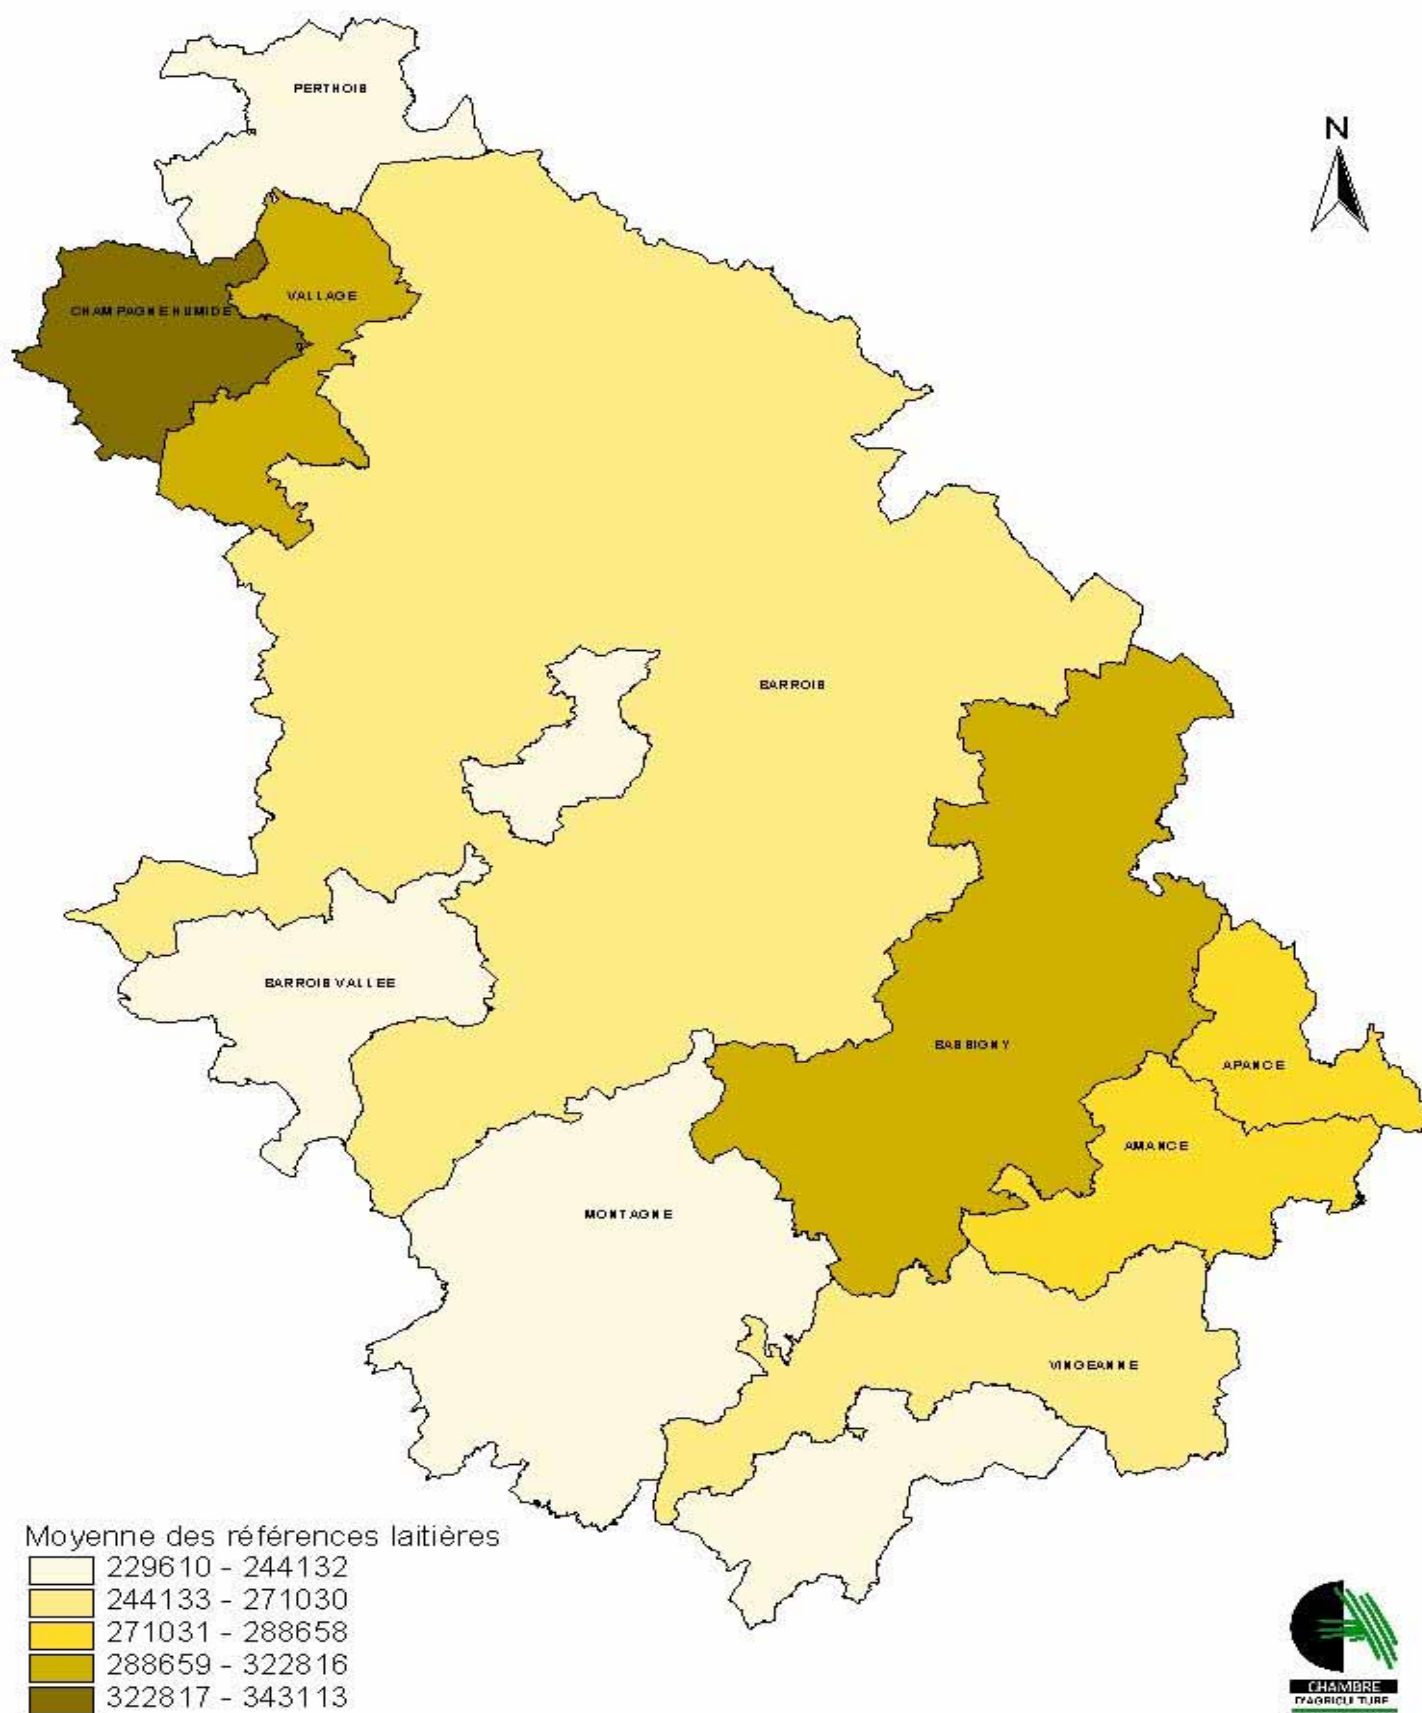 PERTHOIS
N
VALLAGE
CHAMPAGNE HUMIDE
BARROIS
BARROIS VALLEE
BASSIGNY
APANCE
AMANCE
MONTAGNE
VINGEANNE
Moyenne des références laitières
229610 - 244132
244133 - 271030
271031 - 288658
288659 - 322816
322817 - 343113
CHAMBRE
D'AGRICULTURE